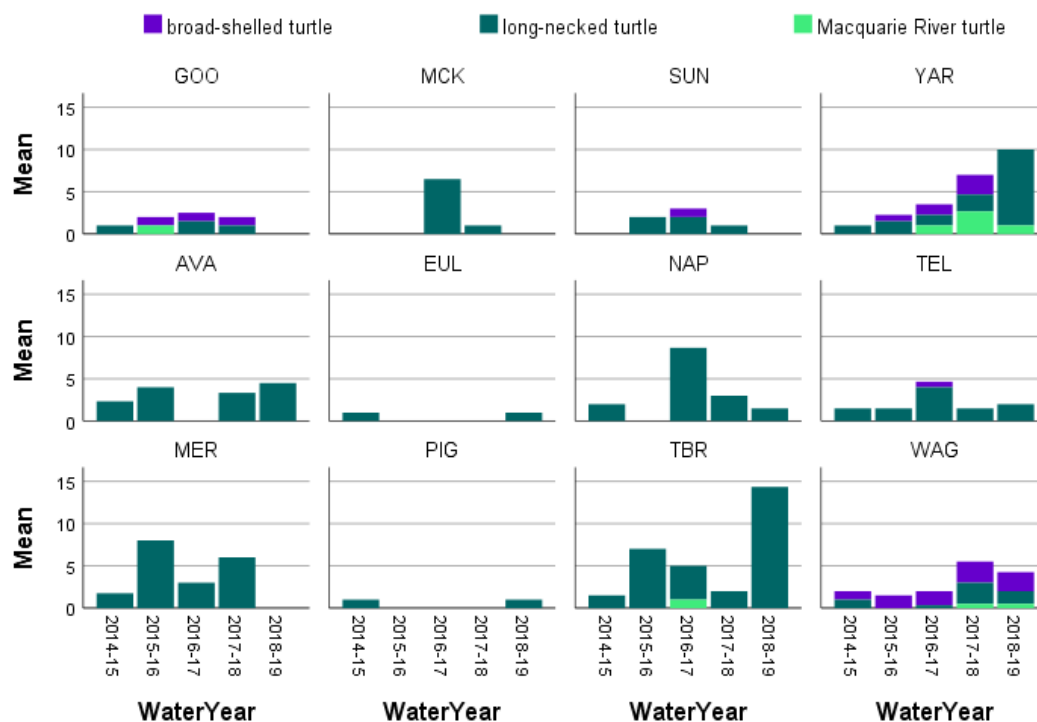 broad-shelled turtle long-necked turtle Macquarie River turtle
GOO MCK SUN YAR
Mean
15
10
5
0
AVA EUL NAP TEL
Mean
15
10
5
0
MER PIG TBR WAG
Mean
15
10
5
0
2014-15 2015-16 2016-17 2017-18 2018-19 2014-15 2015-16 2016-17 2017-18 2018-19 2014-15 2015-16 2016-17 2017-18 2018-19 2014-15 2015-16 2016-17 2017-18 2018-19
WaterYear WaterYear WaterYear WaterYear